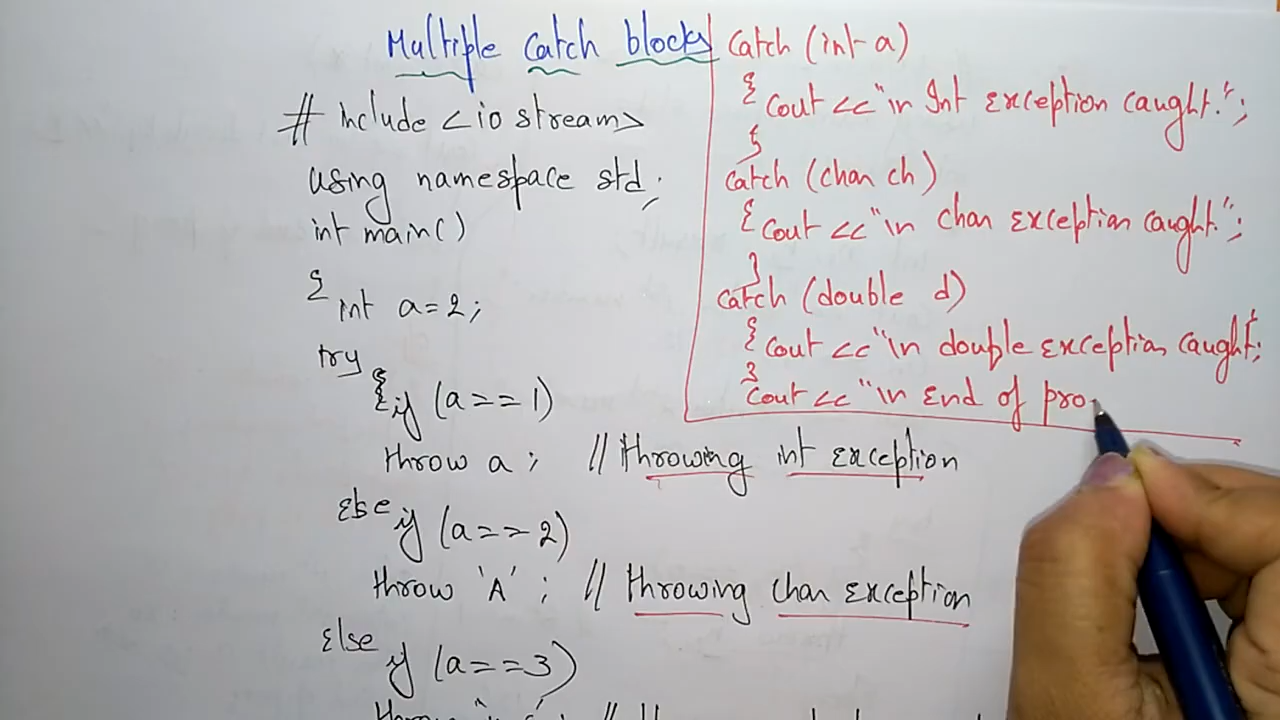 Multiple catch blocks
# include <iostream>
using namespace std;
int main()
{
int a=2;
try
{ if (a==1)
throw a; // throwing int exception
Else if (a==2)
throw 'A'; // throwing char exception
Else if (a==3)
throw
catch (int a)
{ cout <<"\n Int exception caught.";
}
catch (char ch)
{ cout <<"\n char exception caught.";
}
catch (double d)
{ cout <<"\n double exception caught";
}
cout <<"\n End of pro